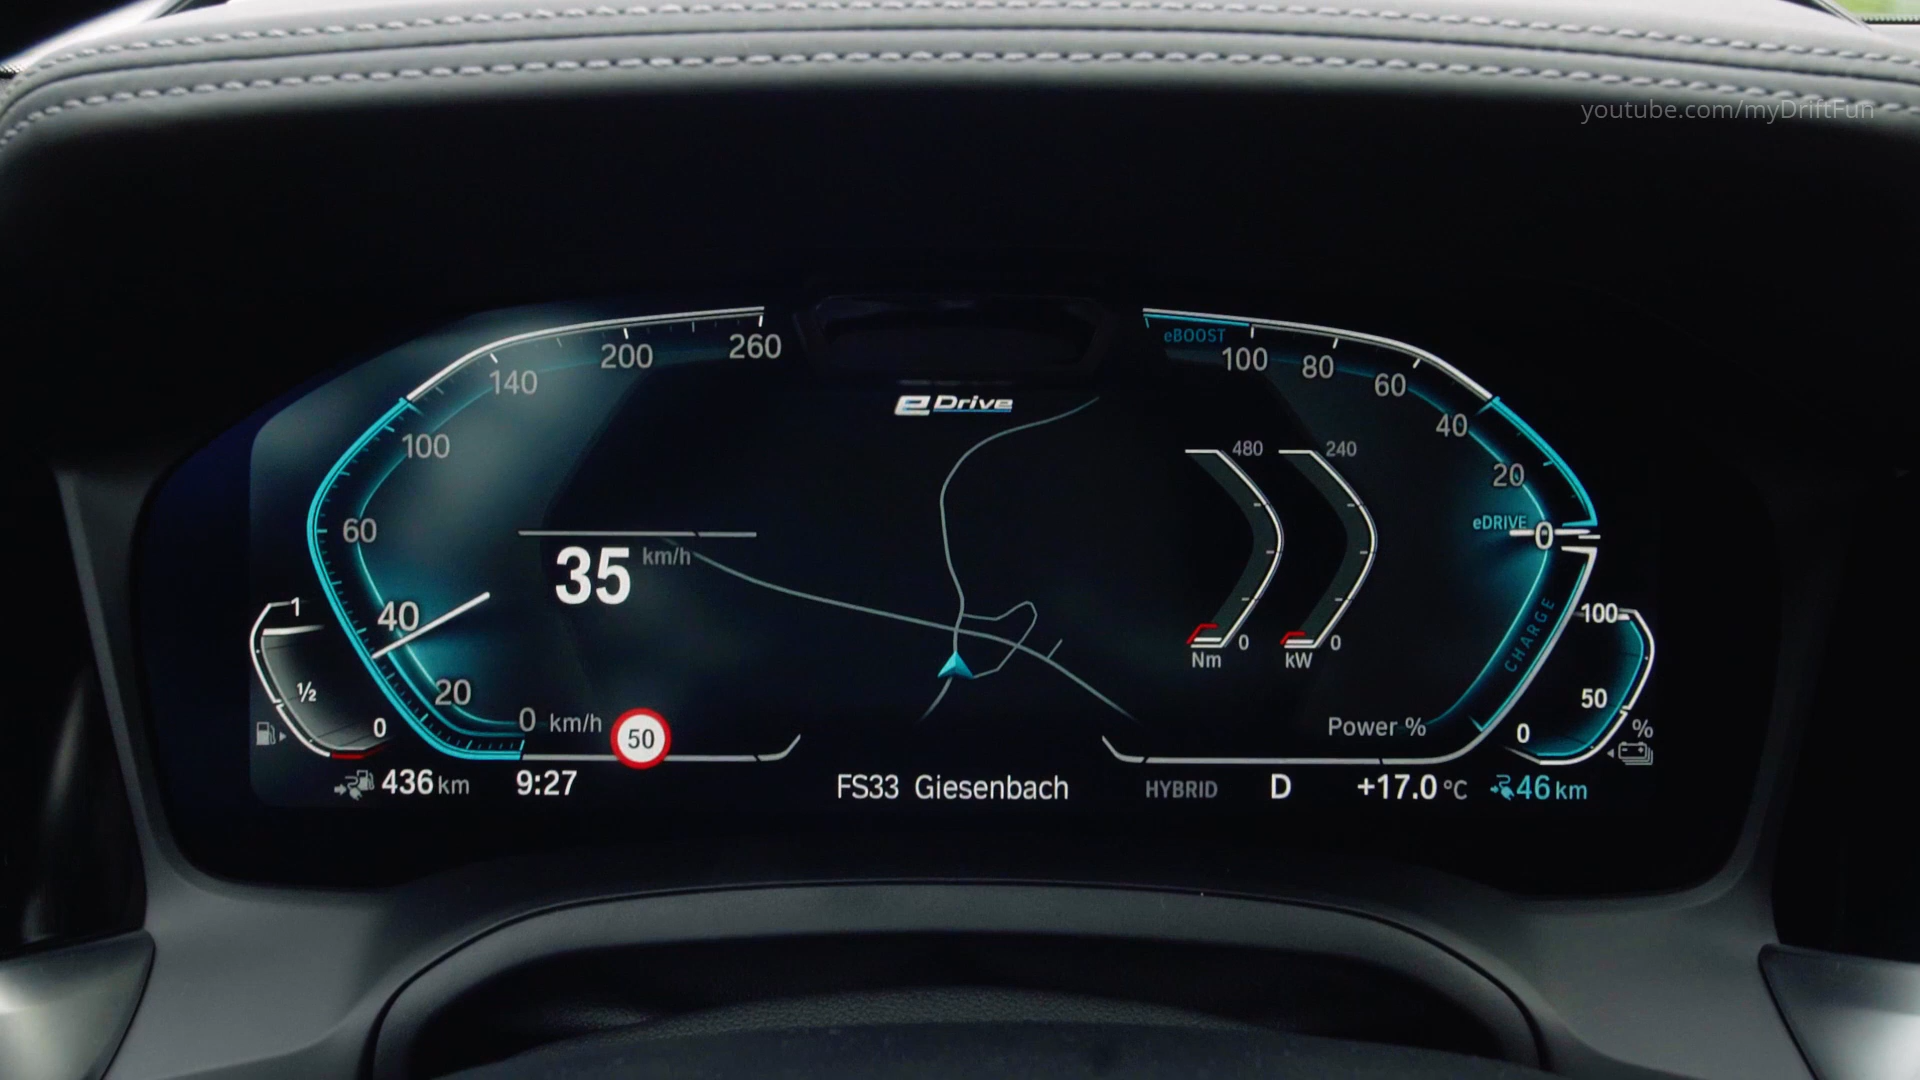 youtube.com/myDriftFun
eDrive
260
200
140
100
60
40
20
0 km/h
35 km/h
50
1
1/2
0
436 km
9:27
FS33 Giesenbach
eBOOST
100
80
60
40
20
eDRIVE 0
CHARGE
Power %
480
0
Nm
240
0
kW
100
50
0
%
HYBRID
D
+17.0 °C
46 km